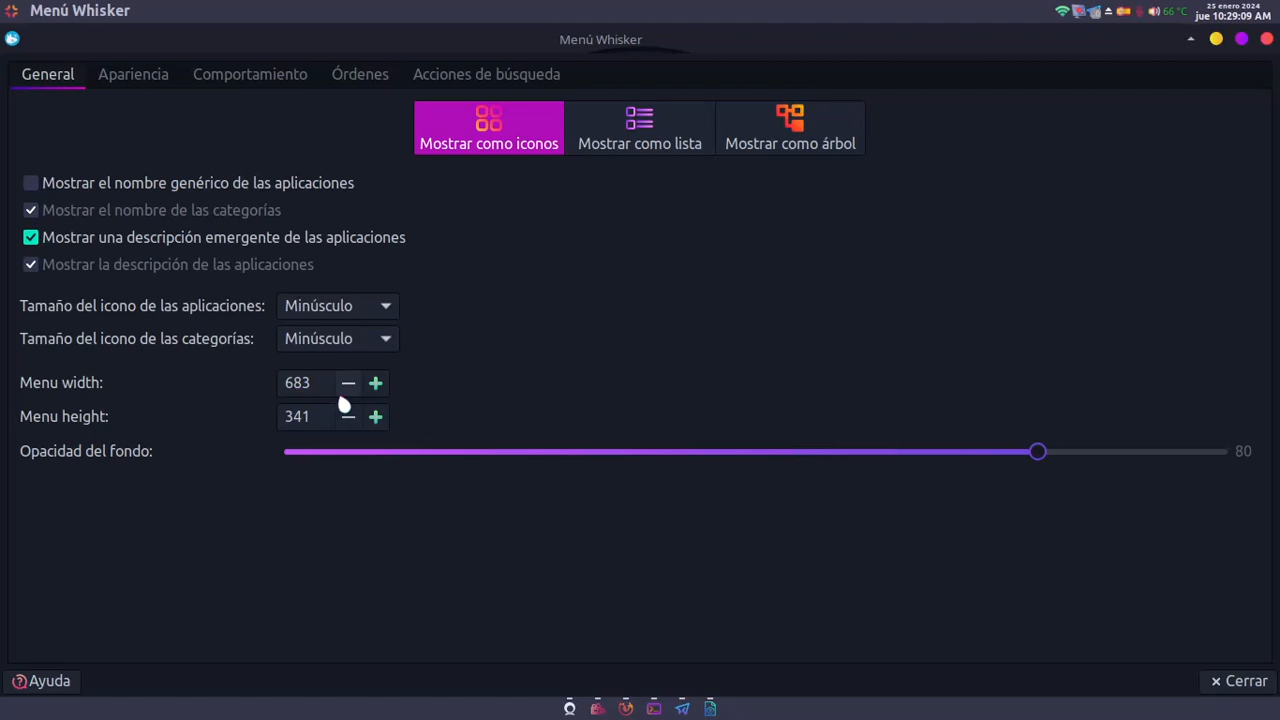 Menú Whisker
66 °C
25 enero 2024
jue 10:29:09 AM
Menú Whisker
General
Apariencia
Comportamiento
Órdenes
Acciones de búsqueda
Mostrar como iconos
Mostrar como lista
Mostrar como árbol
Mostrar el nombre genérico de las aplicaciones
Mostrar el nombre de las categorías
Mostrar una descripción emergente de las aplicaciones
Mostrar la descripción de las aplicaciones
Tamaño del icono de las aplicaciones: Minúsculo
Tamaño del icono de las categorías: Minúsculo
Menu width: 683
Menu height: 341
Opacidad del fondo: 80
Ayuda
Cerrar